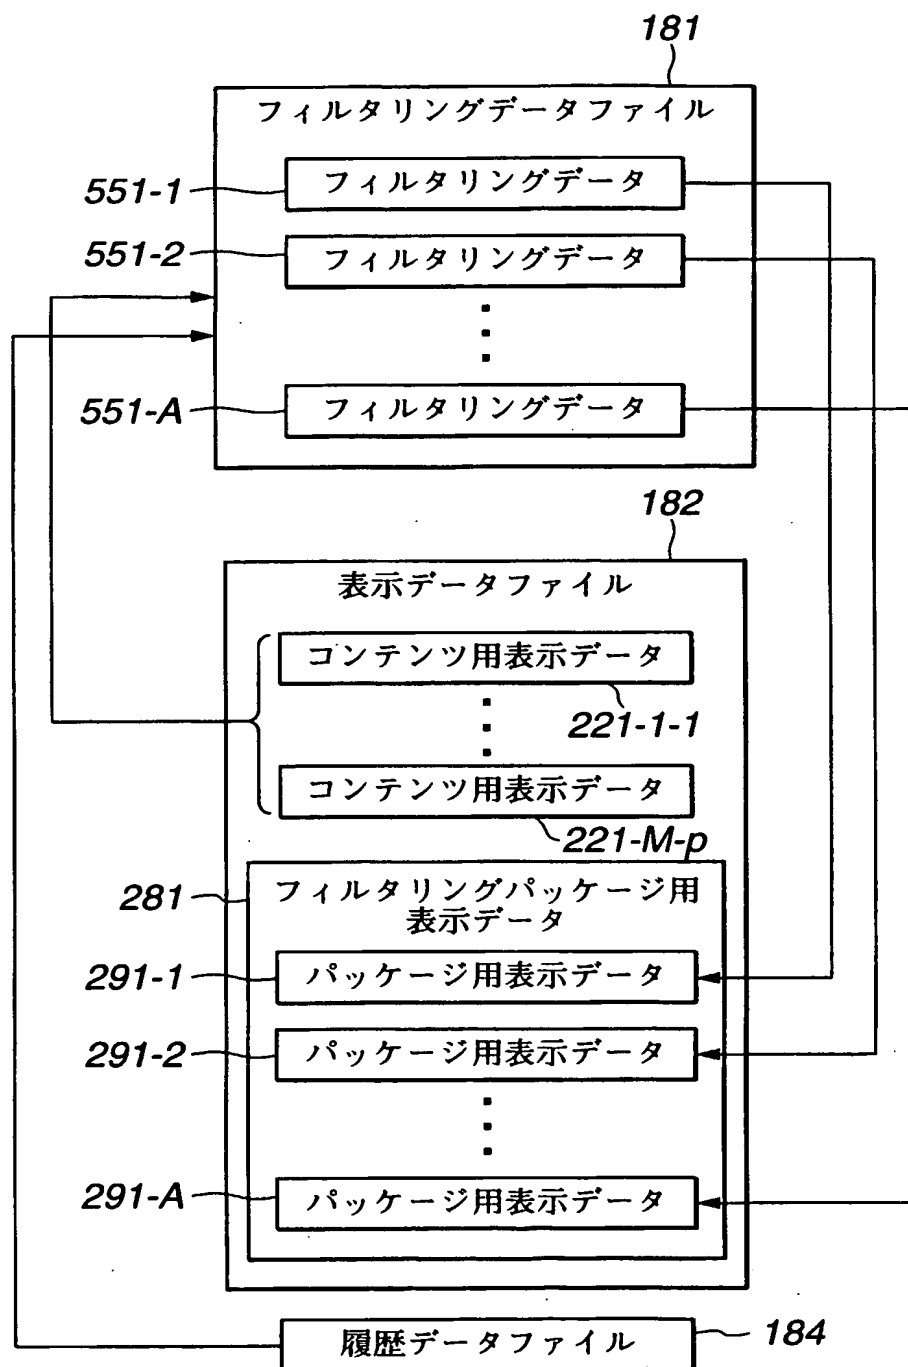 181
フィルタリングデータファイル
551-1
フィルタリングデータ
551-2
フィルタリングデータ
551-A
フィルタリングデータ
182
表示データファイル
コンテンツ用表示データ
221-1-1
コンテンツ用表示データ
221-M-p
281
フィルタリングパッケージ用
表示データ
291-1
パッケージ用表示データ
291-2
パッケージ用表示データ
291-A
パッケージ用表示データ
履歴データファイル
184